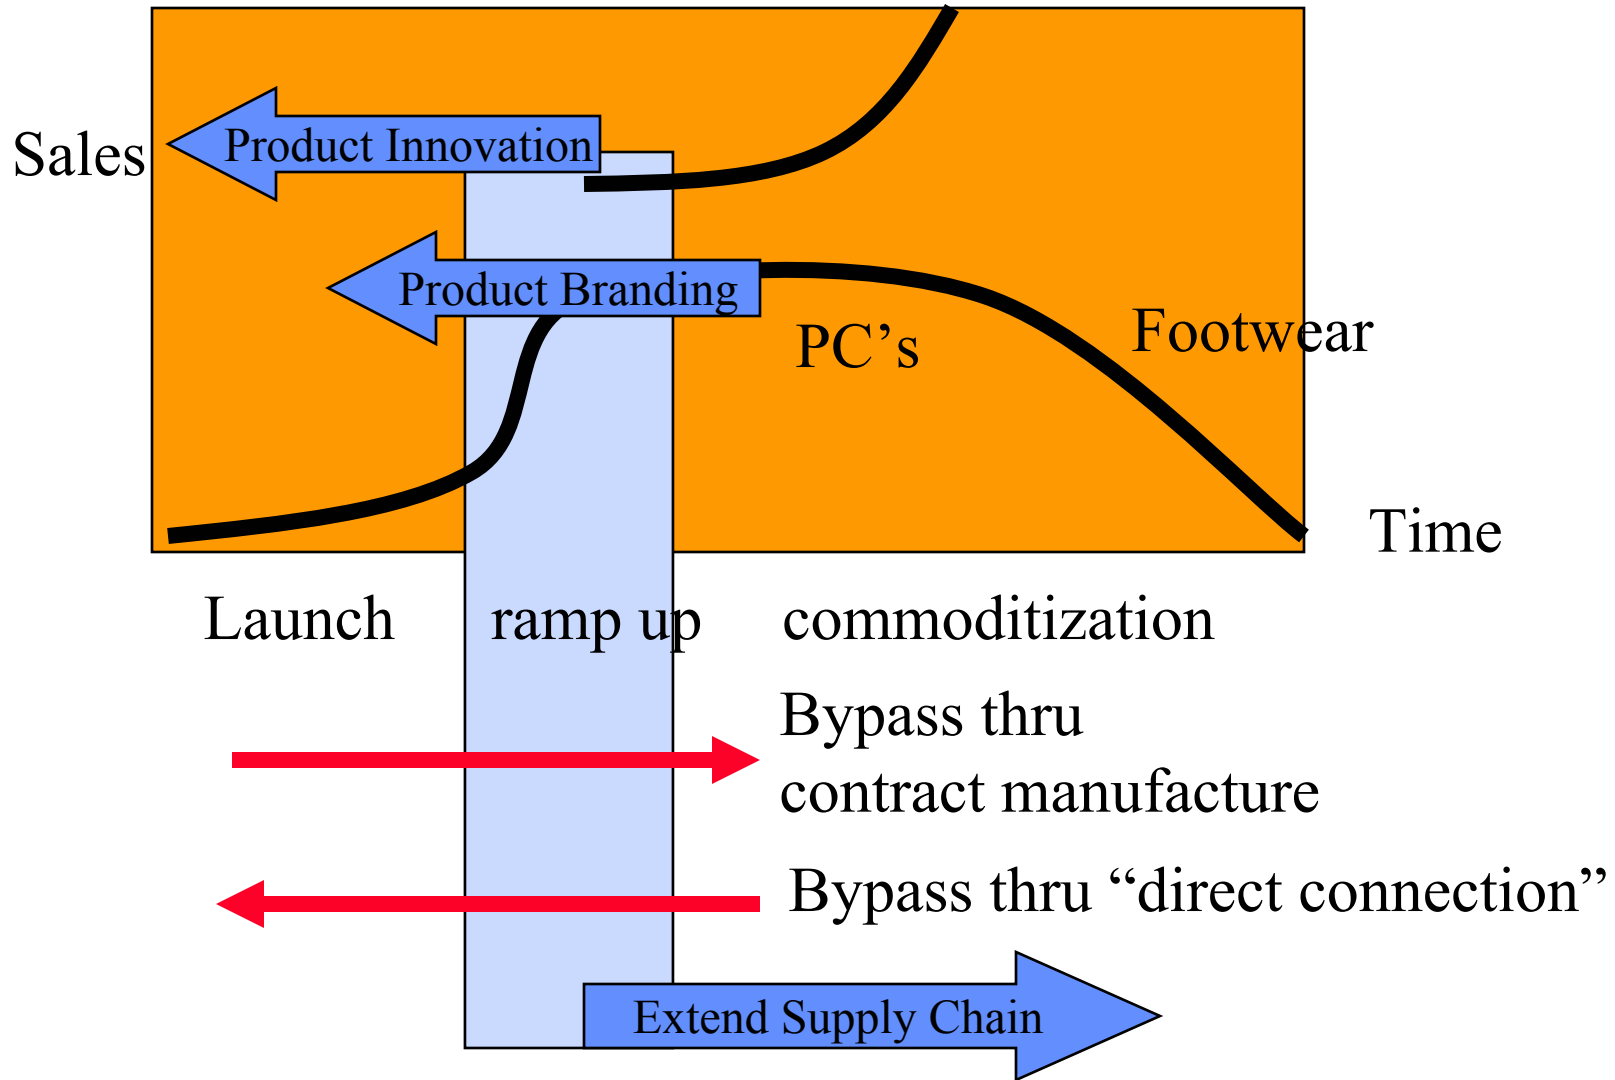 Sales
Product Innovation
Product Branding
PC’s
Footwear
Time
Launch
ramp up
commoditization
Bypass thru
contract manufacture
Bypass thru “direct connection”
Extend Supply Chain